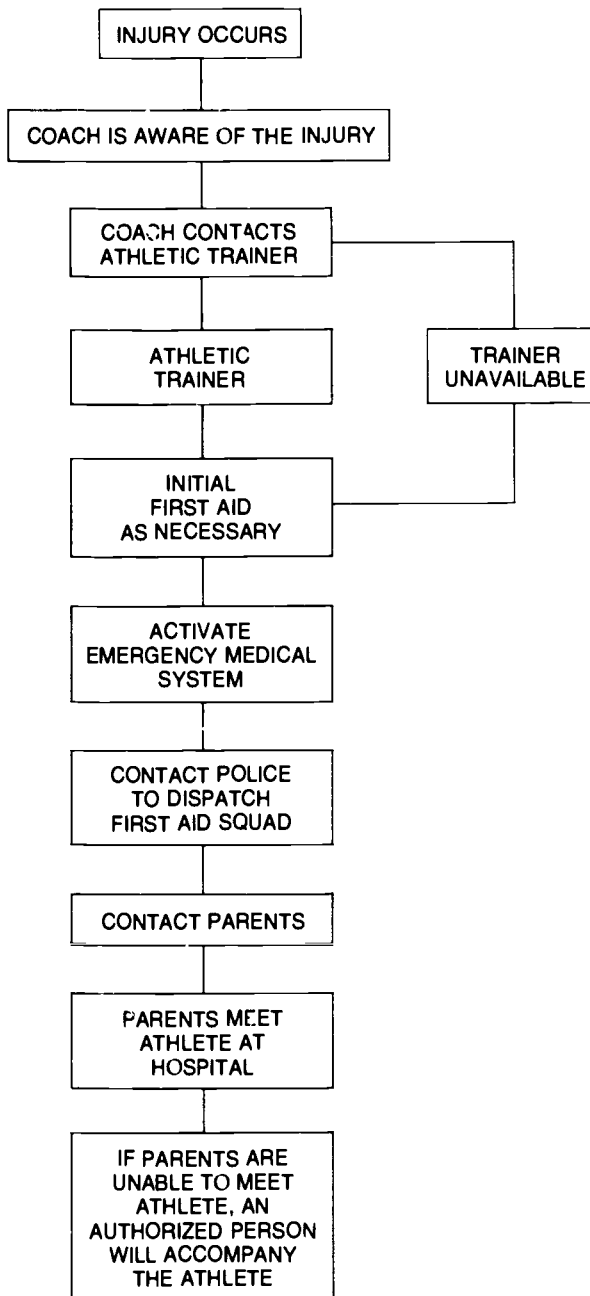 INJURY OCCURS
COACH IS AWARE OF THE INJURY
COACH CONTACTS
ATHLETIC TRAINER
ATHLETIC
TRAINER
TRAINER
UNAVAILABLE
INITIAL
FIRST AID
AS NECESSARY
ACTIVATE
EMERGENCY MEDICAL
SYSTEM
CONTACT POLICE
TO DISPATCH
FIRST AID SQUAD
CONTACT PARENTS
PARENTS MEET
ATHLETE AT
HOSPITAL
IF PARENTS ARE
UNABLE TO MEET
ATHLETE, AN
AUTHORIZED PERSON
WILL ACCOMPANY
THE ATHLETE